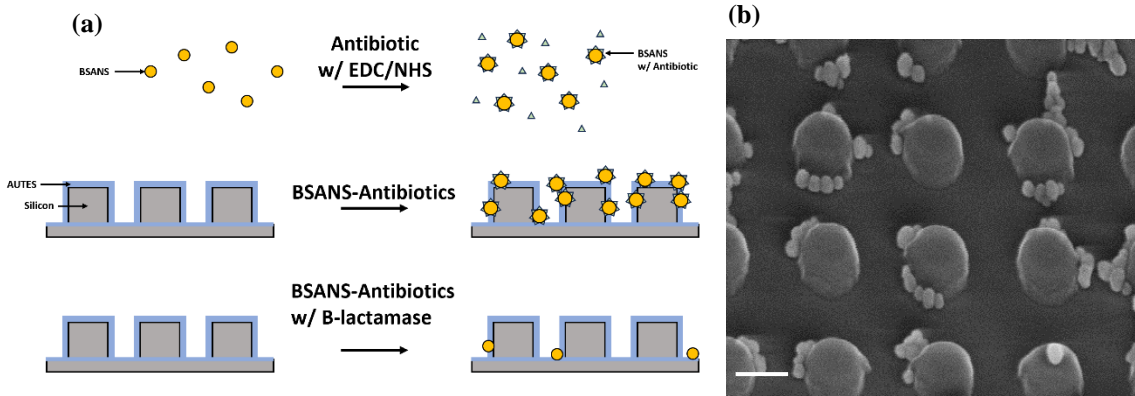 (a)
(b)
BSANS
Antibiotic
w/ EDC/NHS
BSANS
w/ Antibiotic
AUTES
Silicon
BSANS-Antibiotics
BSANS-Antibiotics
w/ B-lactamase